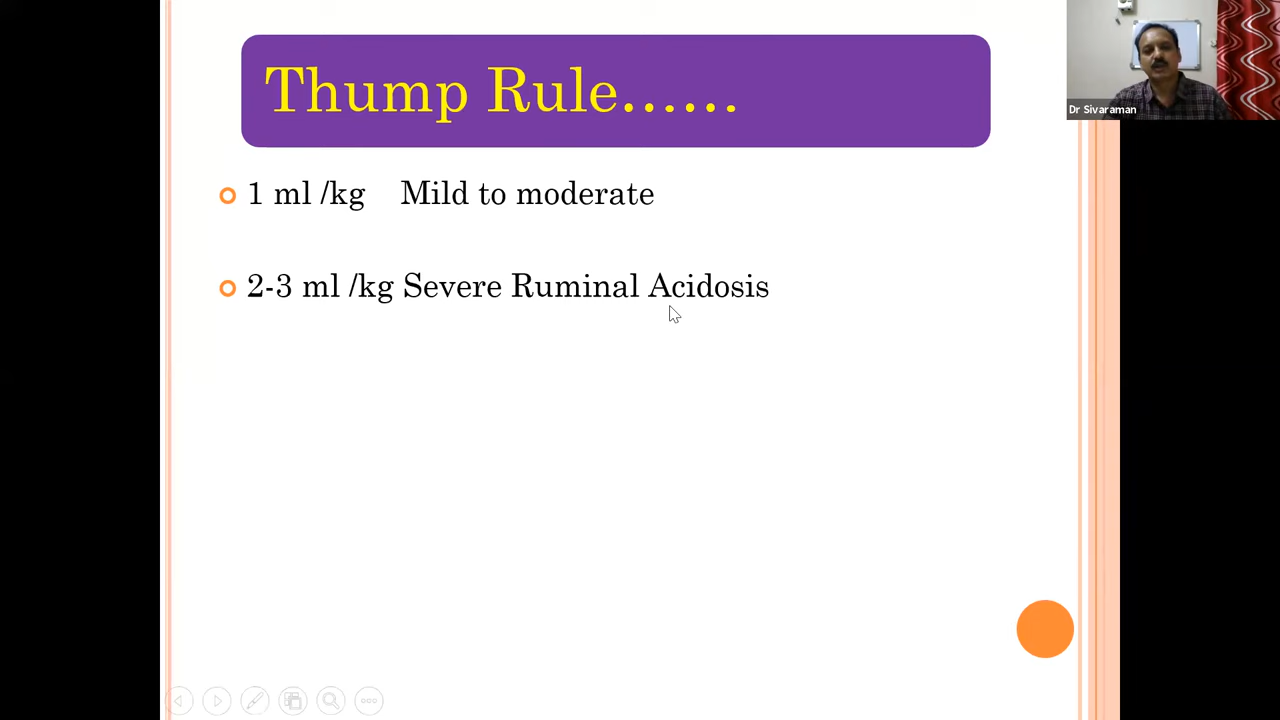 Thump Rule......
1 ml /kg Mild to moderate
2-3 ml /kg Severe Ruminal Acidosis
Dr Sivaraman